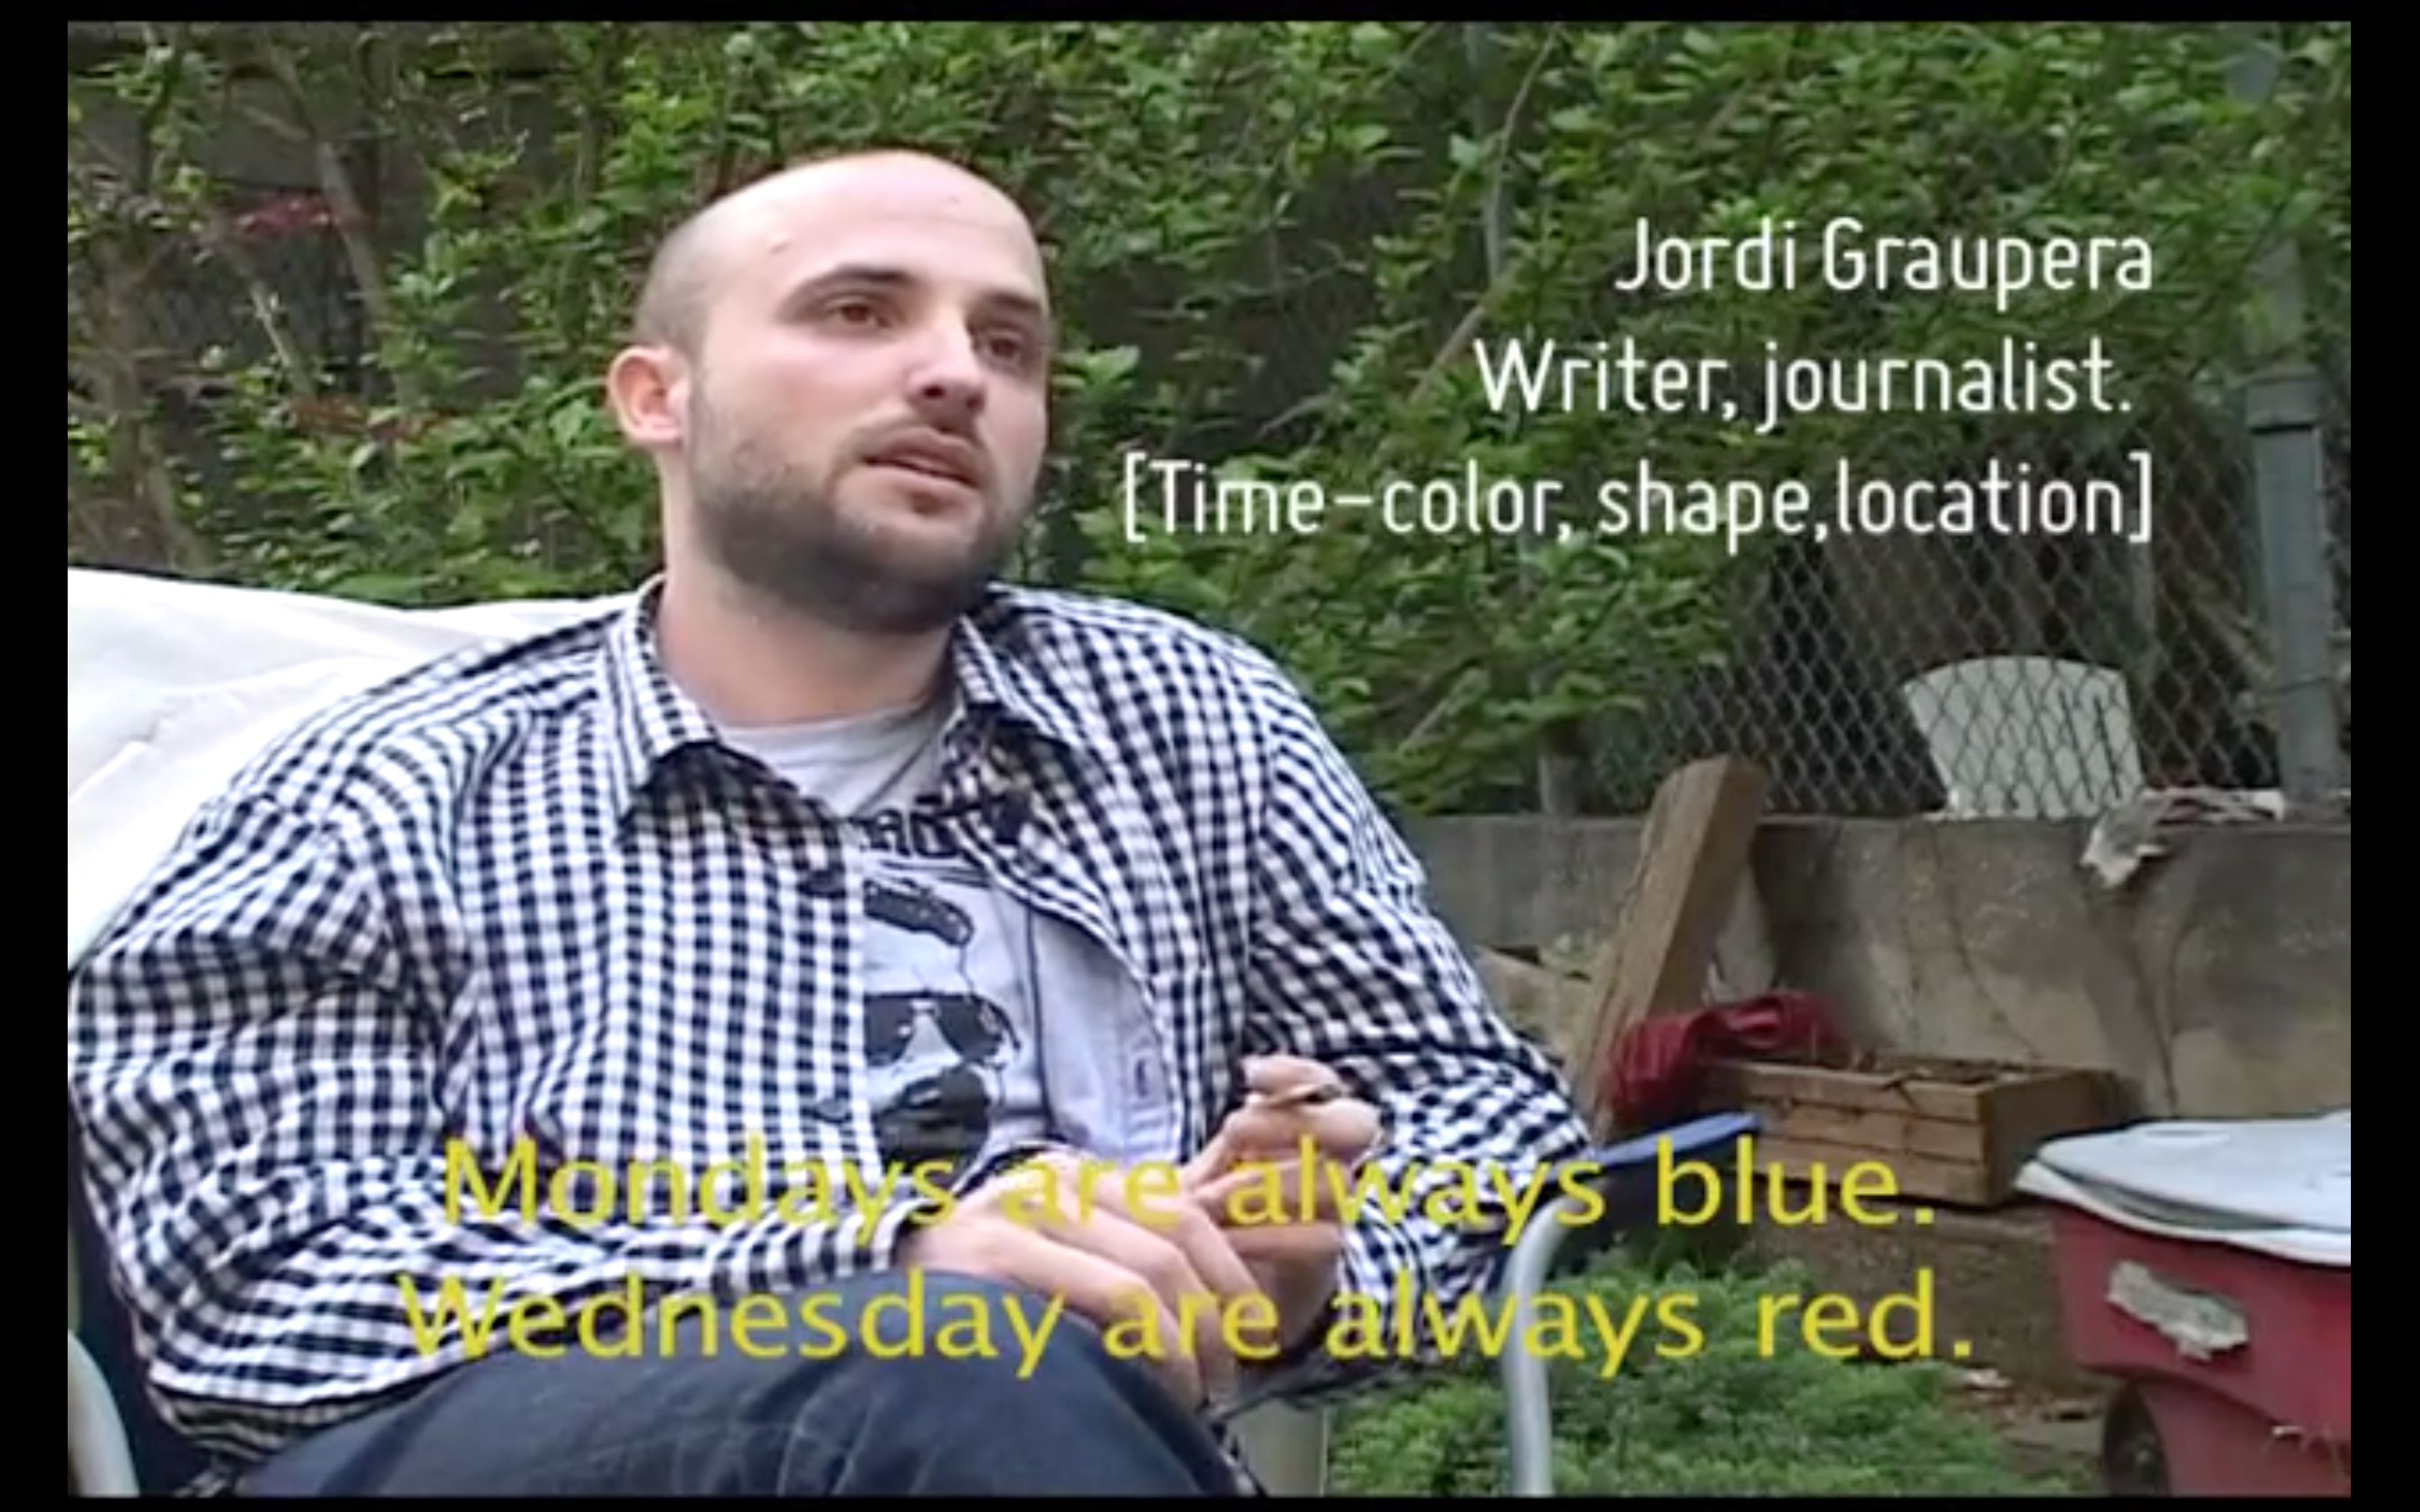 Jordi Graupera
Writer, journalist.
[Time-color, shape,location]
Mondays are always blue.
Wednesday are always red.